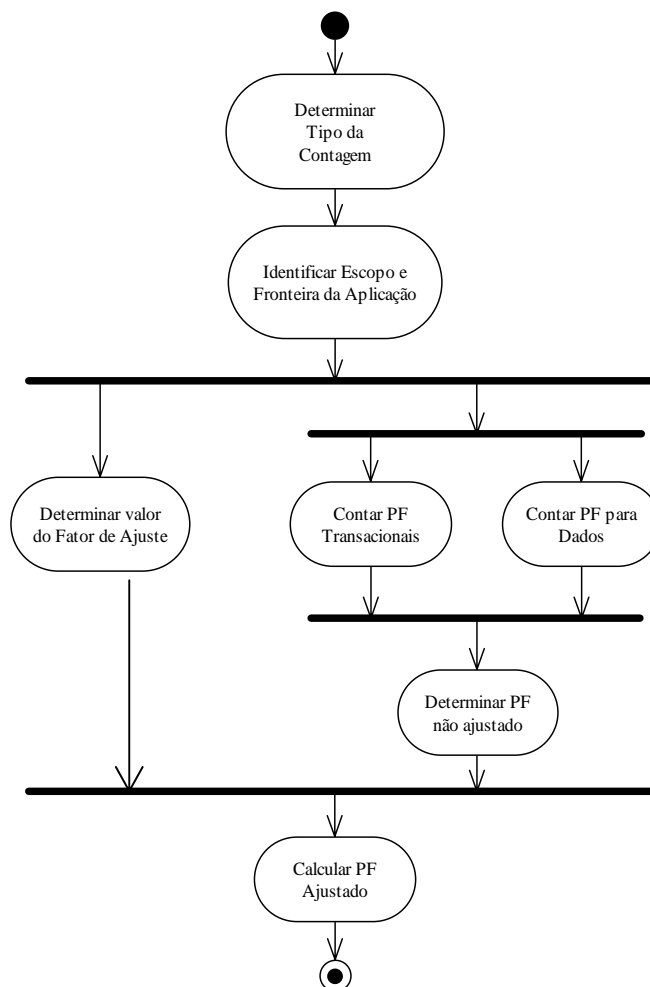 Determinar
Tipo da
Contagem
Identificar Escopo e
Fronteira da Aplicação
Determinar valor
do Fator de Ajuste
Contar PF
Transacionais
Contar PF para
Dados
Determinar PF
não ajustado
Calcular PF
Ajustado